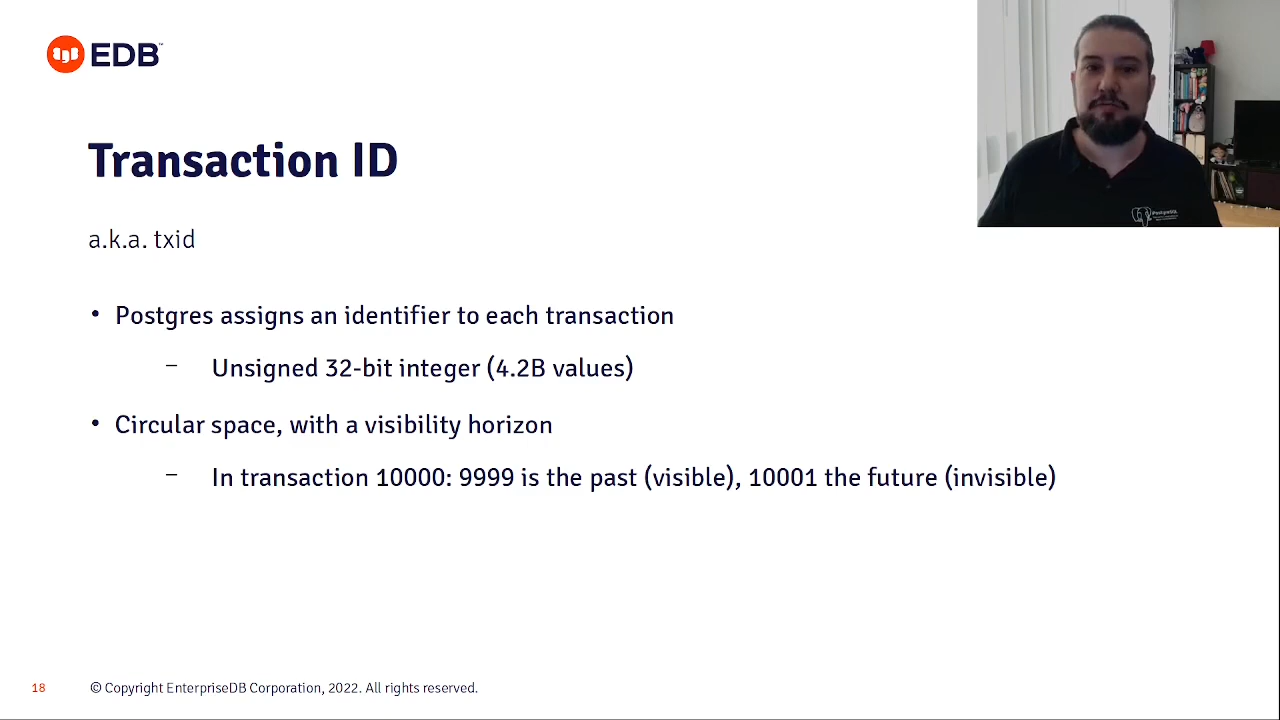 EDB™
Transaction ID
a.k.a. txid
• Postgres assigns an identifier to each transaction
– Unsigned 32-bit integer (4.2B values)
• Circular space, with a visibility horizon
– In transaction 10000: 9999 is the past (visible), 10001 the future (invisible)
PostgreSQL
18 © Copyright EnterpriseDB Corporation, 2022. All rights reserved.